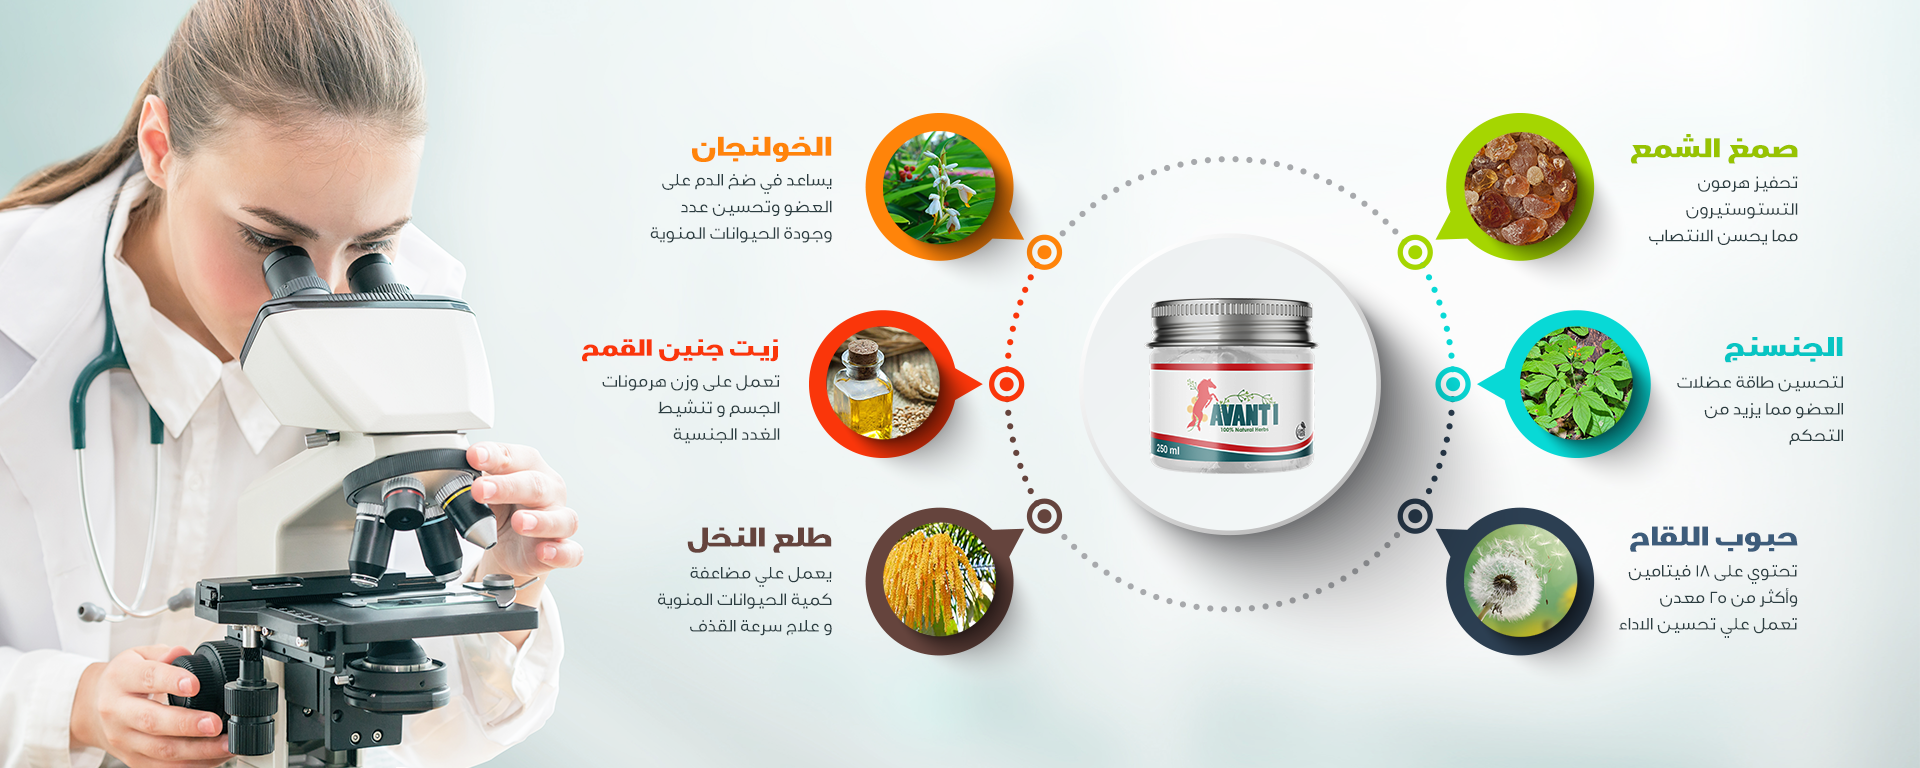 صمغ الشمع
تحفيز هرمون
التستوستيرون
مما يحسن الانتصاب
الجنسنج
لتحسين طاقة عضلات
العضو مما يزيد من
التحكم
حبوب اللقاح
تحتوي على ١٨ فيتامين
وأكثر من ٢٥ معدن
تعمل علي تحسين الاداء
الخولنجان
يساعد في ضخ الدم على
العضو وتحسين عدد
وجودة الحيوانات المنوية
زيت جنين القمح
تعمل على وزن هرمونات
الجسم و تنشيط
الغدد الجنسية
طلع النخل
يعمل علي مضاعفة
كمية الحيوانات المنوية
و علاج سرعة القذف
AVANTI
100% Natural Herbs
250 ml